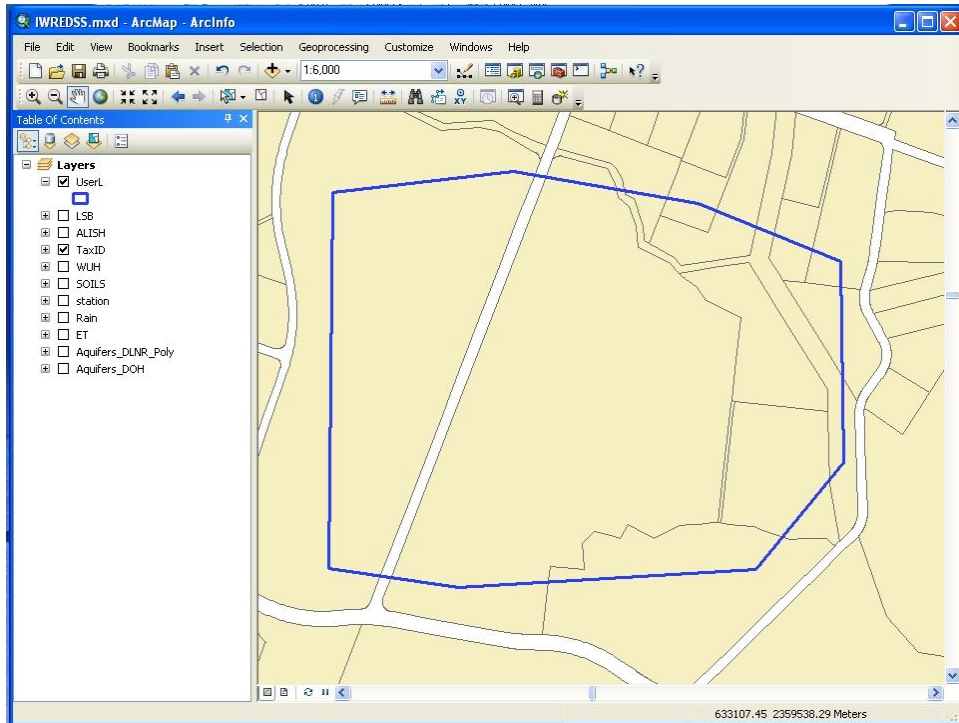 IWREDSS.mxd - ArcMap - ArcInfo
File Edit View Bookmarks Insert Selection Geoprocessing Customize Windows Help
1:6,000
Table Of Contents
Layers
UserL
LSB
ALISH
TaxID
WUH
SOILS
station
Rain
ET
Aquifers_DLNR_Poly
Aquifers_DOH
633107.45 2359538.29 Meters